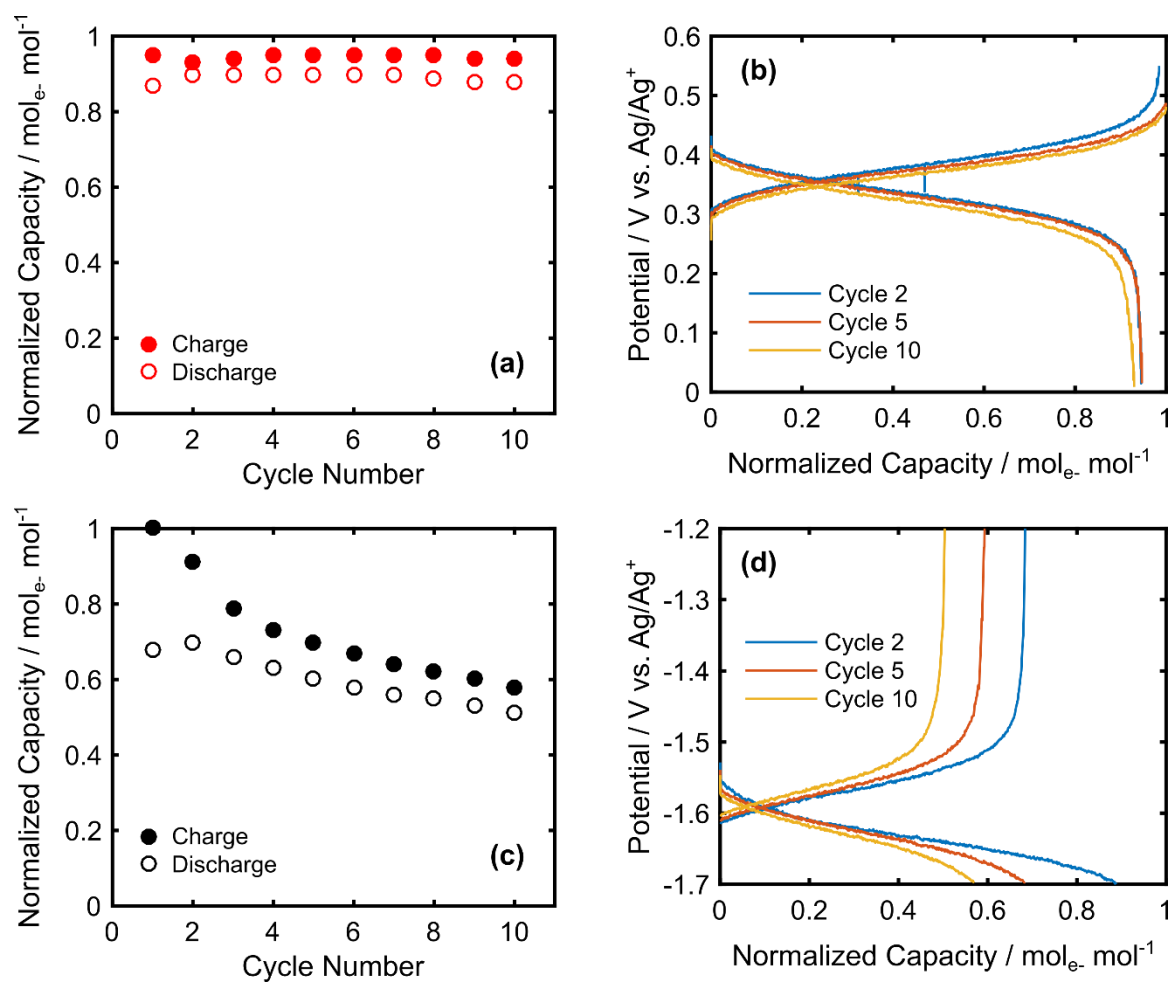 Normalized Capacity / mol e- mol-1
1
0.8
0.6
0.4
0.2
0
Charge
Discharge
(a)
0 2 4 6 8 10
Cycle Number
Potential / V vs. Ag/Ag+
0.6
0.5
0.4
0.3
0.2
0.1
0
(b)
Cycle 2
Cycle 5
Cycle 10
0 0.2 0.4 0.6 0.8 1
Normalized Capacity / mol e- mol-1
Normalized Capacity / mol e- mol-1
1
0.8
0.6
0.4
0.2
0
Charge
Discharge
(c)
0 2 4 6 8 10
Cycle Number
Potential / V vs. Ag/Ag+
-1.2
-1.3
-1.4
-1.5
-1.6
-1.7
(d)
Cycle 2
Cycle 5
Cycle 10
0 0.2 0.4 0.6 0.8 1
Normalized Capacity / mol e- mol-1